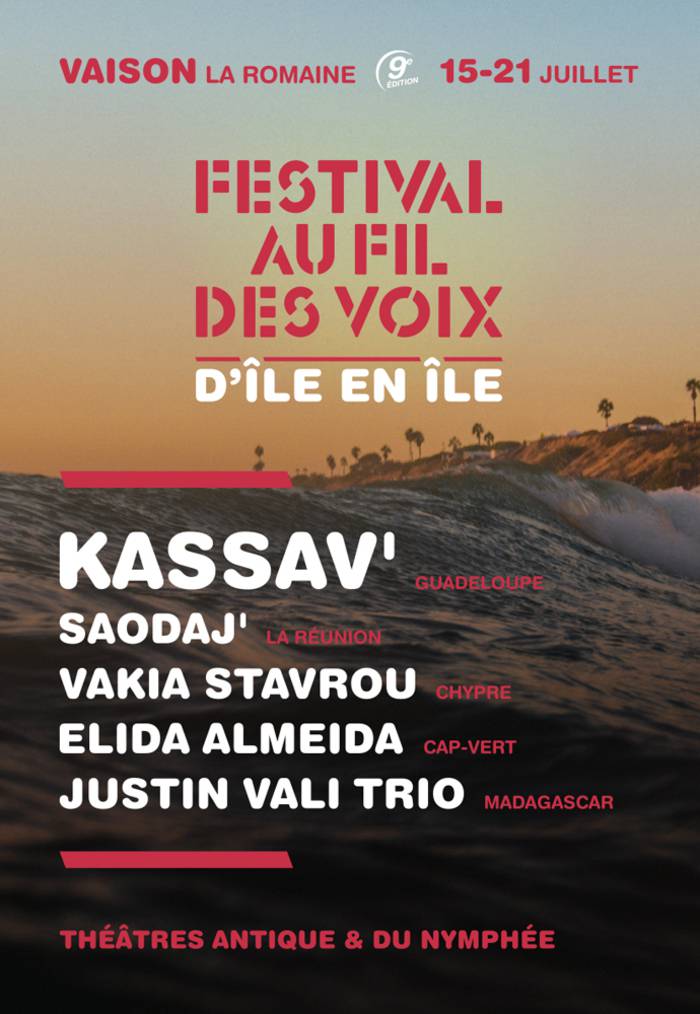 VAISON LA ROMAINE 9e ÉDITION 15-21 JUILLET
FESTIVAL
AU FIL
DES VOIX
D'ÎLE EN ÎLE
KASSAV' GUADELOUPE
SAODAJ' LA RÉUNION
VAKIA STAVROU CHYPRE
ELIDA ALMEIDA CAP-VERT
JUSTIN VALI TRIO MADAGASCAR
THÉÂTRES ANTIQUE & DU NYMPHÉE